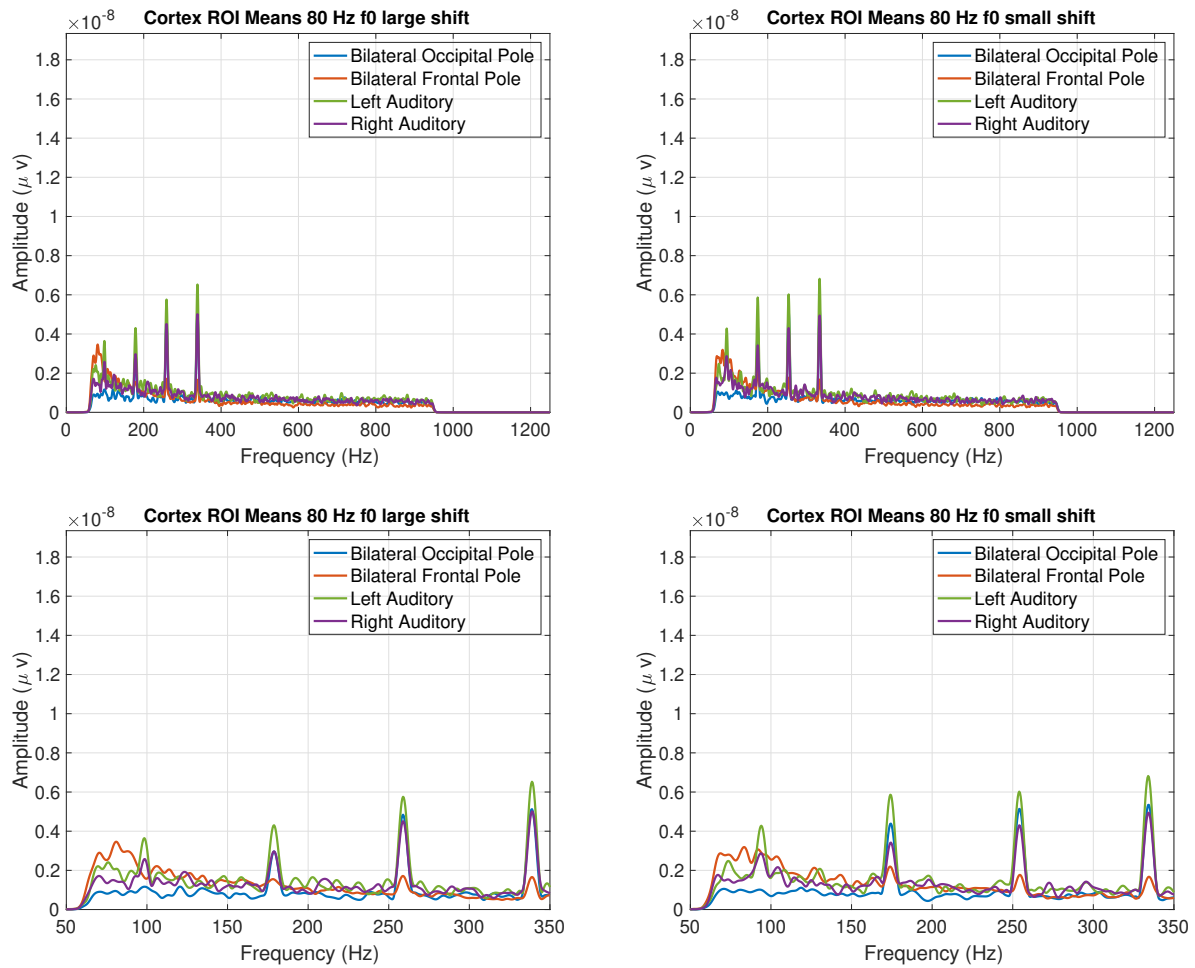 Cortex ROI Means 80 Hz f0 large shift
×10-8
Bilateral Occipital Pole
Bilateral Frontal Pole
Left Auditory
Right Auditory
1.8
1.6
1.4
1.2
1
0.8
0.6
0.4
0.2
0
Amplitude (μ v)
0 200 400 600 800 1000 1200
Frequency (Hz)
Cortex ROI Means 80 Hz f0 small shift
×10-8
Bilateral Occipital Pole
Bilateral Frontal Pole
Left Auditory
Right Auditory
1.8
1.6
1.4
1.2
1
0.8
0.6
0.4
0.2
0
Amplitude (μ v)
0 200 400 600 800 1000 1200
Frequency (Hz)
Cortex ROI Means 80 Hz f0 large shift
×10-8
Bilateral Occipital Pole
Bilateral Frontal Pole
Left Auditory
Right Auditory
1.8
1.6
1.4
1.2
1
0.8
0.6
0.4
0.2
0
Amplitude (μ v)
50 100 150 200 250 300 350
Frequency (Hz)
Cortex ROI Means 80 Hz f0 small shift
×10-8
Bilateral Occipital Pole
Bilateral Frontal Pole
Left Auditory
Right Auditory
1.8
1.6
1.4
1.2
1
0.8
0.6
0.4
0.2
0
Amplitude (μ v)
50 100 150 200 250 300 350
Frequency (Hz)